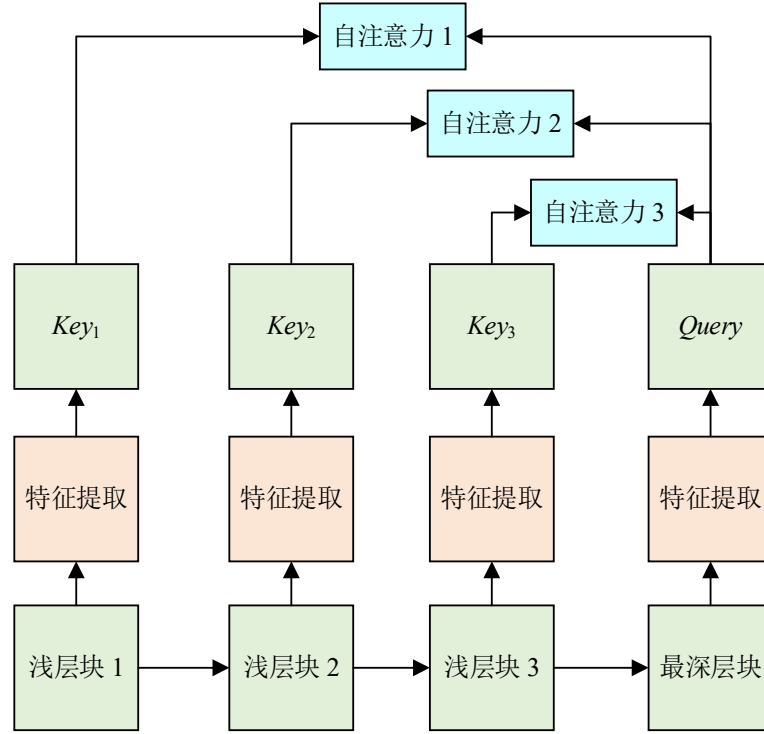 自注意力 1
自注意力 2
自注意力 3
Key₁
Key₂
Key₃
Query
特征提取
特征提取
特征提取
特征提取
浅层块 1
浅层块 2
浅层块 3
最深层块